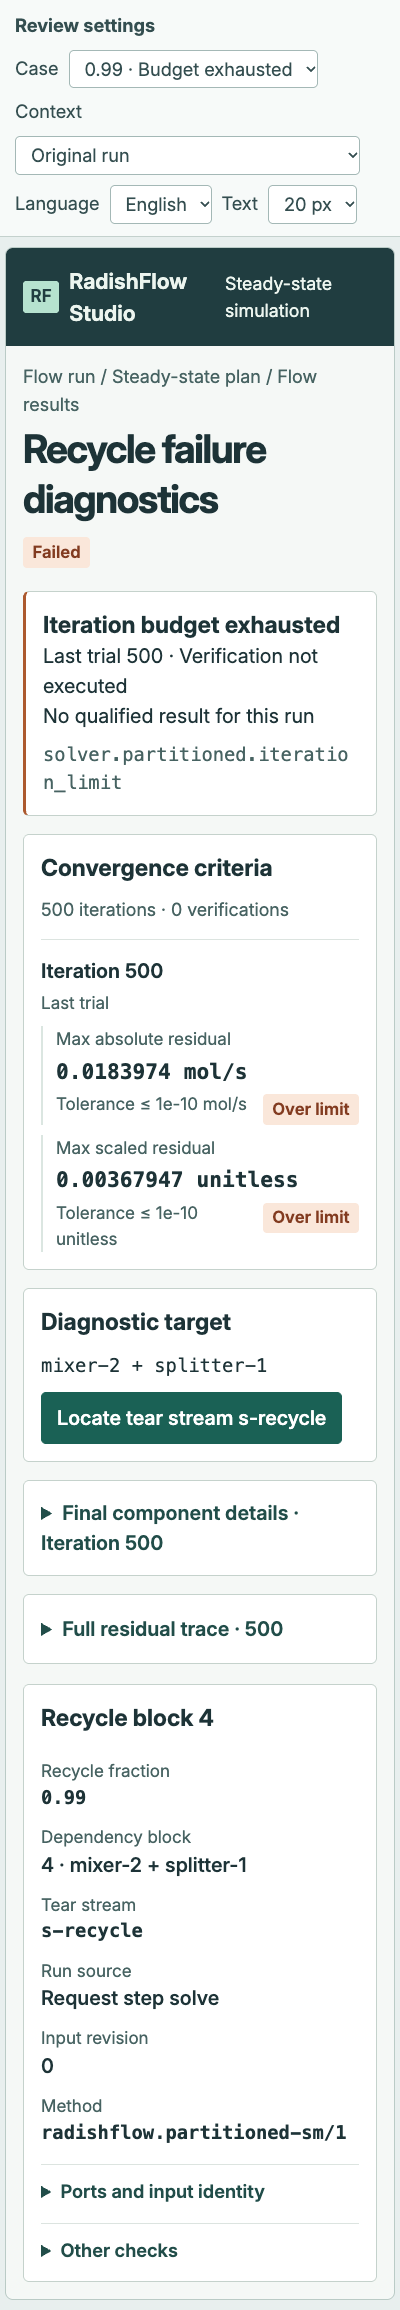 Review settings
Case 0.99 · Budget exhausted
Context
Original run
Language English Text 20 px
RF RadishFlow Studio
Steady-state simulation
Flow run / Steady-state plan / Flow
results
Recycle failure
diagnostics
Failed
Iteration budget exhausted
Last trial 500 · Verification not
executed
No qualified result for this run
solver.partitioned.iteratio
n_limit
Convergence criteria
500 iterations · 0 verifications
Iteration 500
Last trial
Max absolute residual
0.0183974 mol/s
Tolerance ≤ 1e-10 mol/s Over limit
Max scaled residual
0.00367947 unitless
Tolerance ≤ 1e-10
unitless
Over limit
Diagnostic target
mixer-2 + splitter-1
Locate tear stream s-recycle
▶ Final component details ·
Iteration 500
▶ Full residual trace · 500
Recycle block 4
Recycle fraction
0.99
Dependency block
4 · mixer-2 + splitter-1
Tear stream
s-recycle
Run source
Request step solve
Input revision
0
Method
radishflow.partitioned-sm/1
▶ Ports and input identity
▶ Other checks